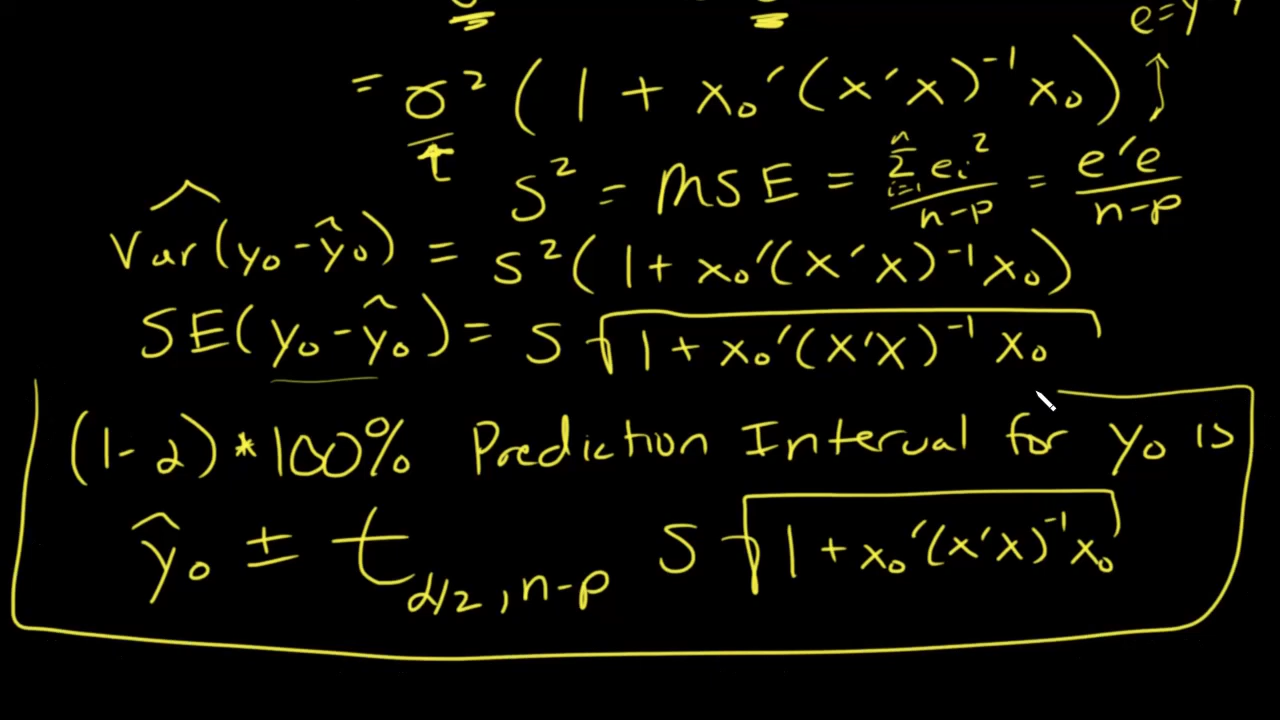 e = y - ŷ
= σ² ( 1 + x₀′(x′x)⁻¹x₀ )
S² = MSE = Σᵢ₌₁ⁿ eᵢ² / n-p = e′e / n-p
Var^(y₀ - ŷ₀) = s²( 1 + x₀′(x′x)⁻¹x₀ )
SE( y₀ - ŷ₀ ) = S √ 1 + x₀′(x′x)⁻¹ x₀
(1-α) * 100% Prediction Interval for y₀ is
ŷ₀ ± t α/2 , n-p S √ 1 + x₀′(x′x)⁻¹x₀